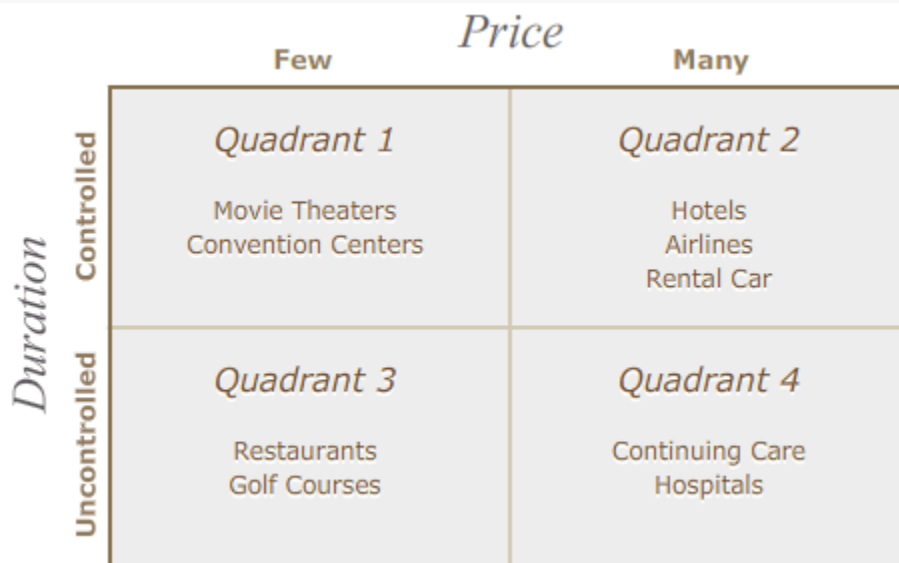 Price
Few
Many
Duration
Controlled
Quadrant 1
Movie Theaters
Convention Centers
Quadrant 2
Hotels
Airlines
Rental Car
Uncontrolled
Quadrant 3
Restaurants
Golf Courses
Quadrant 4
Continuing Care
Hospitals